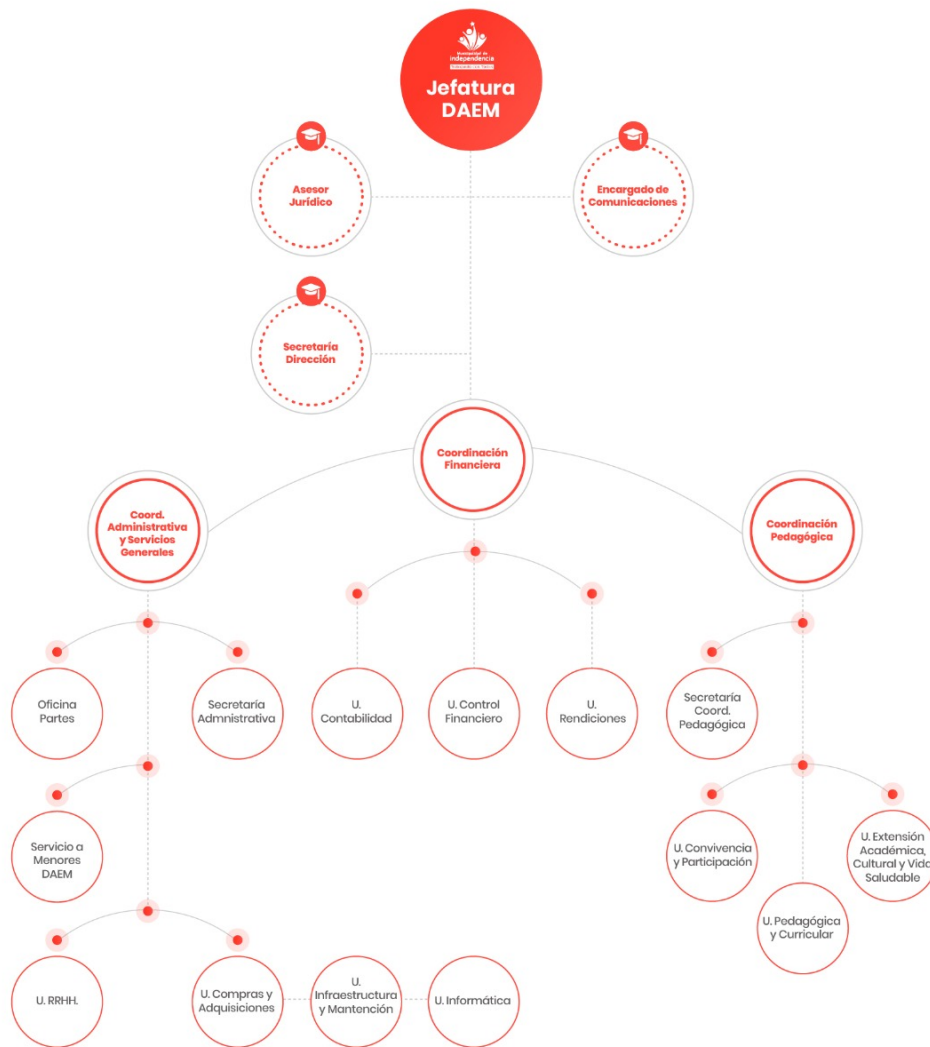 Municipalidad de
independencia
Jefatura
DAEM
Asesor
Jurídico
Encargado de
Comunicaciones
Secretaría
Dirección
Coordinación
Financiera
Coord.
Administrativa
y Servicios
Generales
Coordinación
Pedagógica
Oficina
Partes
Secretaría
Admnistrativa
U.
Contabilidad
U. Control
Financiero
U.
Rendiciones
Secretaría
Coord.
Pedagógica
Servicio a
Menores
DAEM
U. Convivencia
y Participación
U. Extensión
Académica,
Cultural y Vida
Saludable
U. Pedagógica
y Curricular
U. RRHH.
U. Compras y
Adquisiciones
U.
Infraestructura
y Mantención
U. Informática